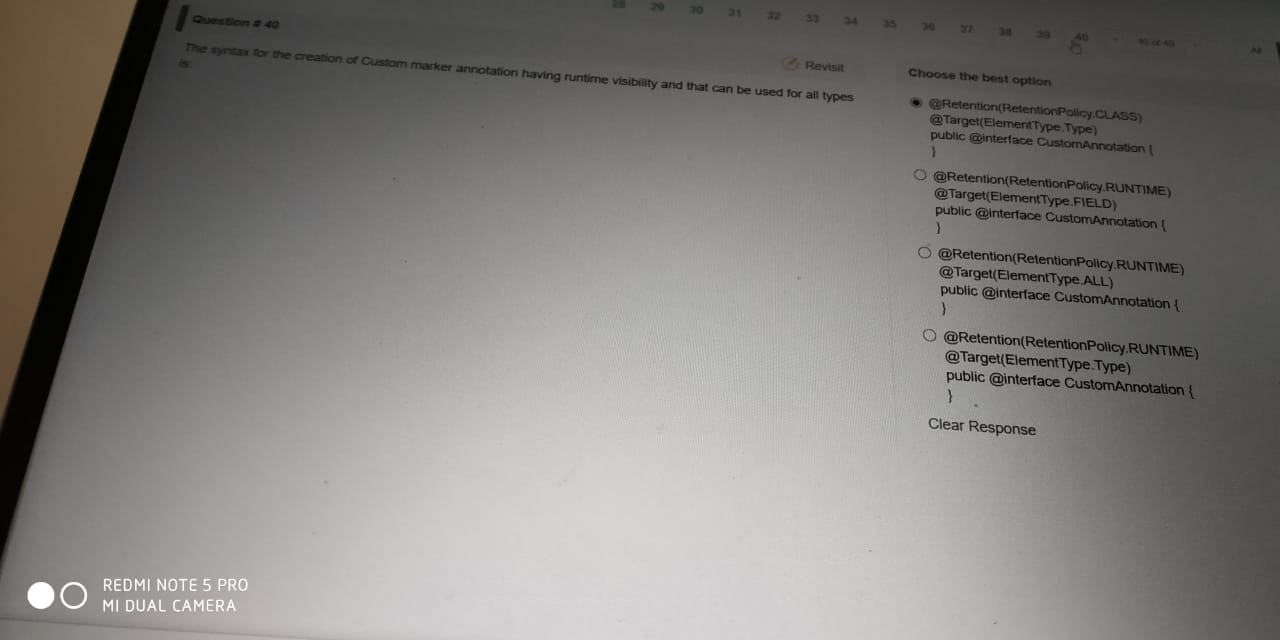 28 29 30 31 32 33 34 35 36 37 38 39 40 40 of 40 All
Question # 40
Revisit
The syntax for the creation of Custom marker annotation having runtime visibility and that can be used for all types
is:
Choose the best option
@Retention(RetentionPolicy.CLASS)
@Target(ElementType.Type)
public @interface CustomAnnotation {
}
@Retention(RetentionPolicy.RUNTIME)
@Target(ElementType.FIELD)
public @interface CustomAnnotation {
}
@Retention(RetentionPolicy.RUNTIME)
@Target(ElementType.ALL)
public @interface CustomAnnotation {
}
@Retention(RetentionPolicy.RUNTIME)
@Target(ElementType.Type)
public @interface CustomAnnotation {
}
Clear Response
REDMI NOTE 5 PRO
MI DUAL CAMERA